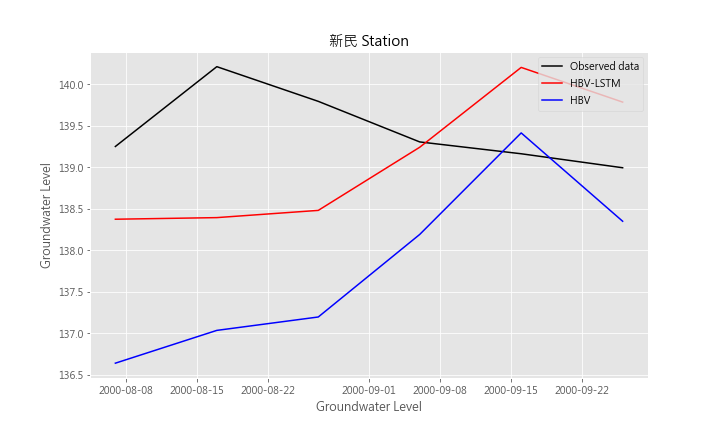 新民 Station
Observed data
HBV-LSTM
HBV
Groundwater Level
140.0
139.5
139.0
138.5
138.0
137.5
137.0
136.5
2000-08-08
2000-08-15
2000-08-22
2000-09-01
2000-09-08
2000-09-15
2000-09-22
Groundwater Level